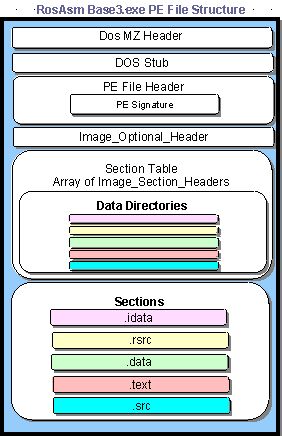 RosAsm Base3.exe PE File Structure
Dos MZ Header
DOS Stub
PE File Header
PE Signature
Image_Optional_Header
Section Table
Array of Image_Section_Headers
Data Directories
Sections
.idata
.rsrc
.data
.text
.src